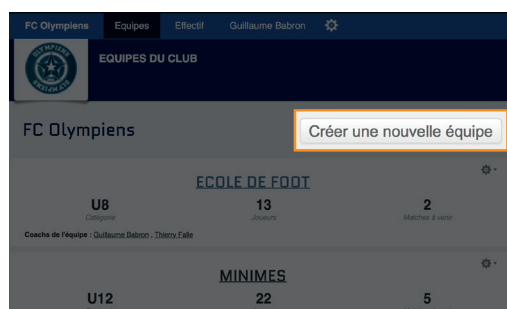 FC Olympiens Equipes Effectif Guillaume Babron
OLYMPIENS
EQUIPES DU CLUB
FC Olympiens
Créer une nouvelle équipe
ECOLE DE FOOT
U8 13 2
Catégorie Joueurs Matches à venir
Coachs de l'équipe : Guillaume Babron , Thierry Falle
MINIMES
U12 22 5